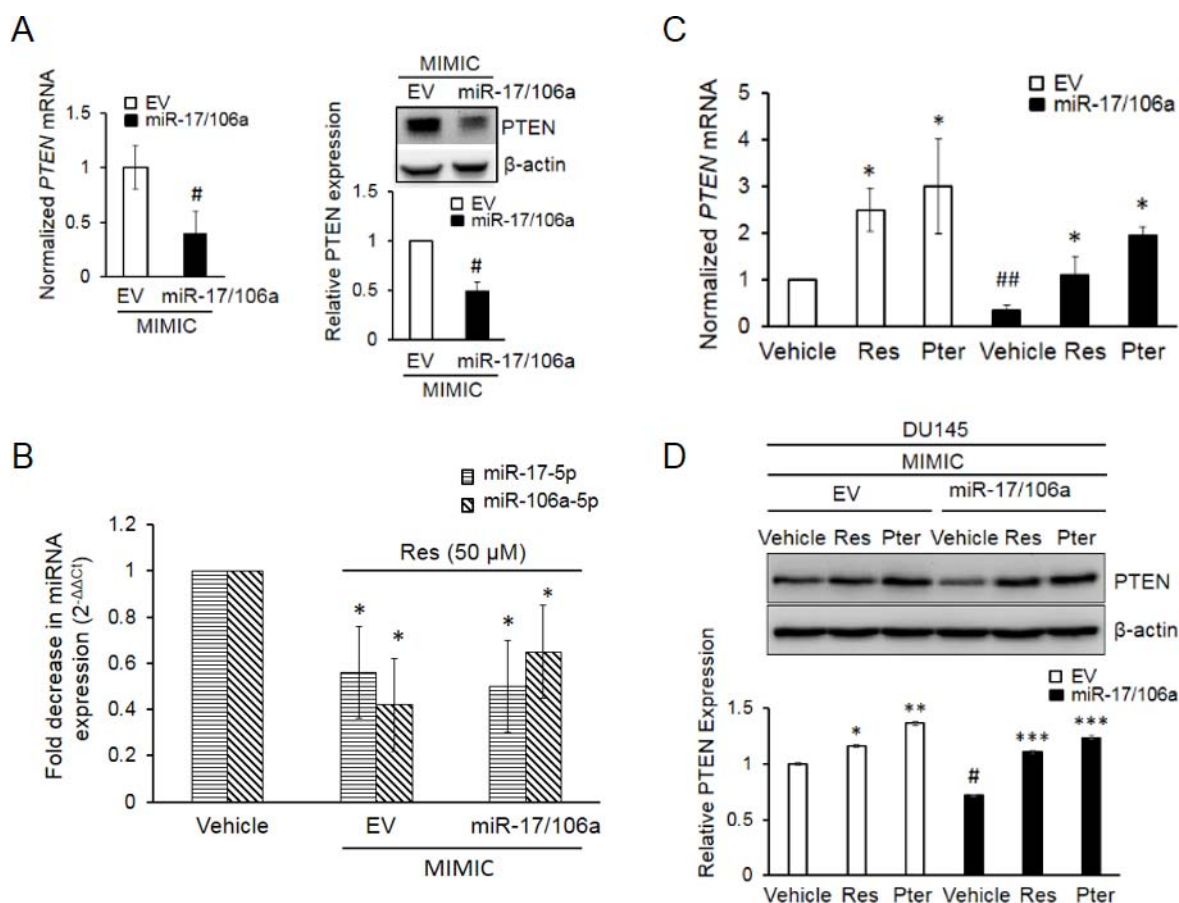 A
Normalized PTEN mRNA
1.5
1
0.5
0
EV
miR-17/106a
#
EV miR-17/106a
MIMIC
MIMIC
EV miR-17/106a
PTEN
β-actin
Relative PTEN expression
1.5
1
0.5
0
EV
miR-17/106a
#
EV miR-17/106a
MIMIC
B
miR-17-5p
miR-106a-5p
Fold decrease in miRNA
expression (2-ΔΔCt)
1.2
1
0.8
0.6
0.4
0.2
0
Res (50 µM)
* * * *
Vehicle EV miR-17/106a
MIMIC
C
EV
miR-17/106a
Normalized PTEN mRNA
5
4
3
2
1
0
* * ## * *
Vehicle Res Pter Vehicle Res Pter
D
DU145
MIMIC
EV miR-17/106a
Vehicle Res Pter Vehicle Res Pter
PTEN
β-actin
EV
miR-17/106a
Relative PTEN Expression
1.5
1
0.5
0
* ** # *** ***
Vehicle Res Pter Vehicle Res Pter